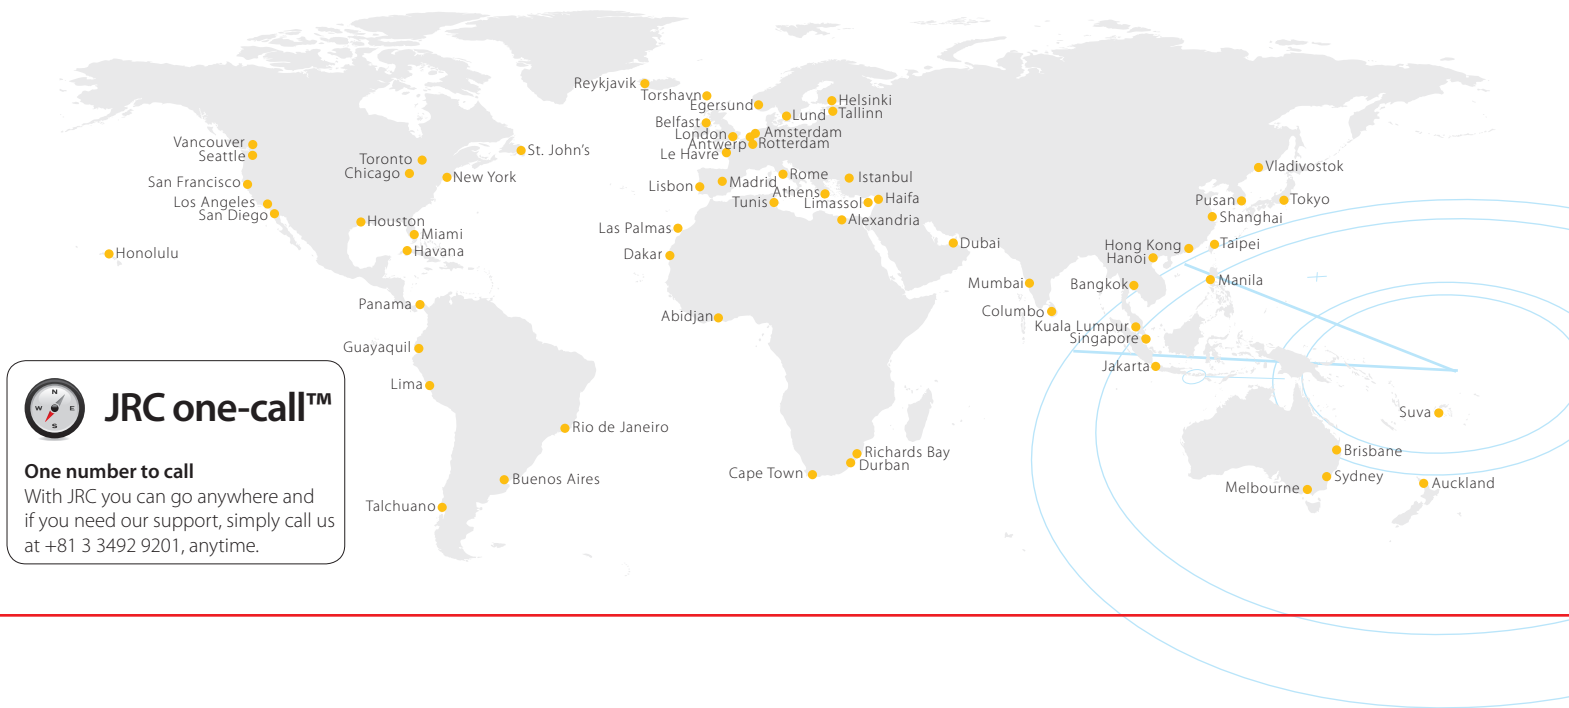 Reykjavik
Torshavn
Egersund
Helsinki
Tallinn
Lund
Belfast
London
Amsterdam
Antwerp
Rotterdam
Le Havre
Vancouver
Seattle
Toronto
Chicago
St. John's
New York
San Francisco
Los Angeles
San Diego
Houston
Miami
Havana
Honolulu
Lisbon
Madrid
Rome
Istanbul
Athens
Tunis
Limassol
Haifa
Alexandria
Las Palmas
Dakar
Dubai
Vladivostok
Pusan
Tokyo
Shanghai
Hong Kong
Taipei
Hanoi
Mumbai
Bangkok
Manila
Columbo
Kuala Lumpur
Singapore
Jakarta
Panama
Abidjan
Guayaquil
Lima
Rio de Janeiro
Buenos Aires
Talchuano
Cape Town
Richards Bay
Durban
Suva
Brisbane
Sydney
Melbourne
Auckland
N
W E
S
JRC one-call™
One number to call
With JRC you can go anywhere and
if you need our support, simply call us
at +81 3 3492 9201, anytime.